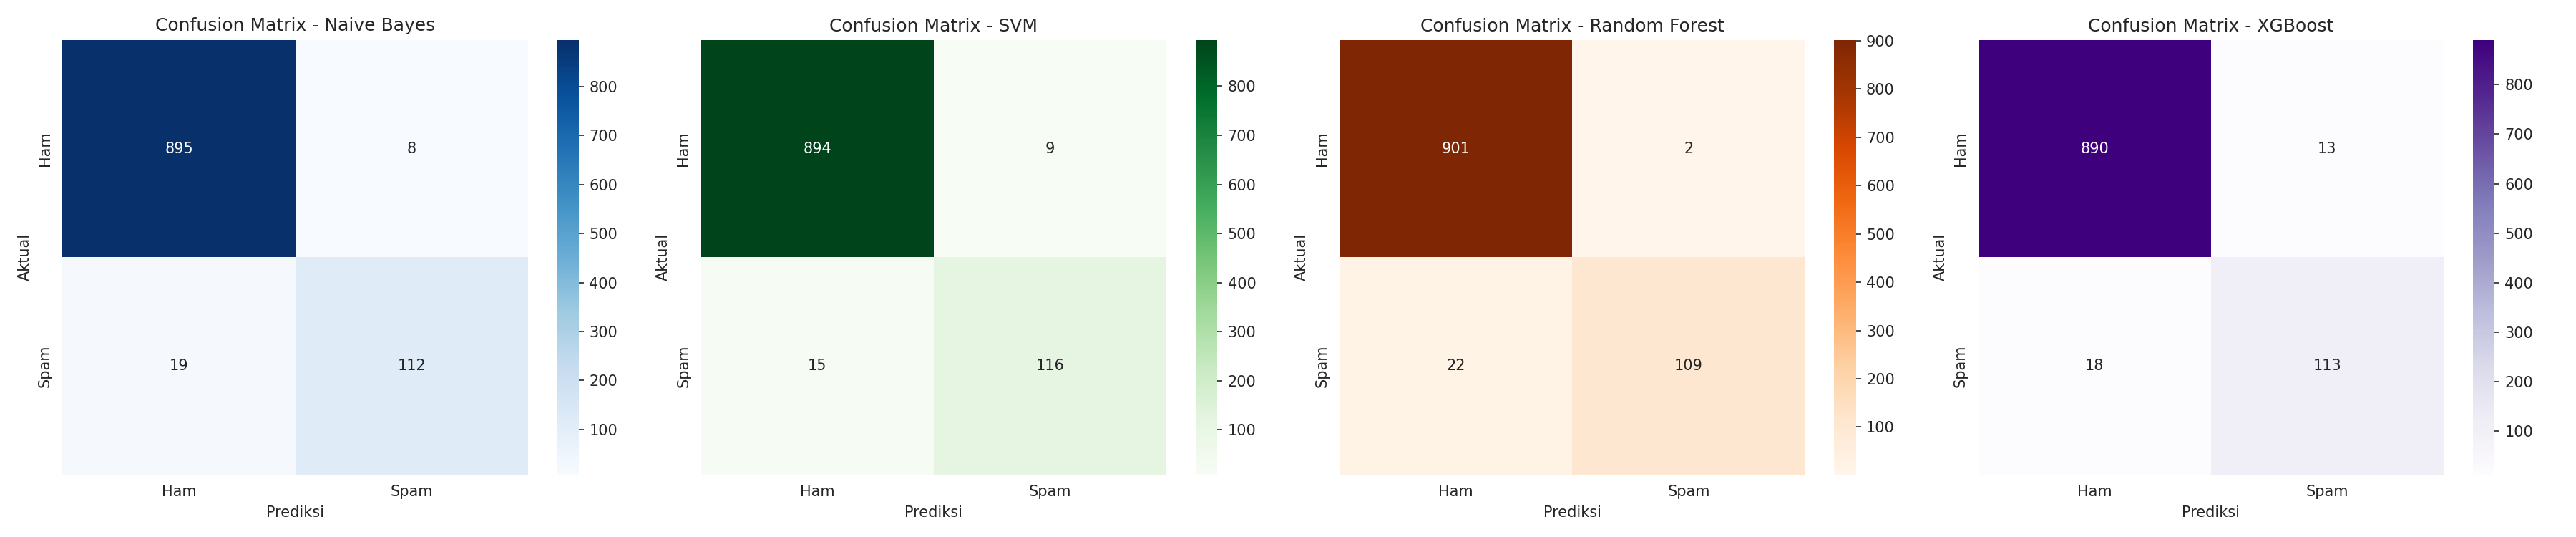 Confusion Matrix - Naive Bayes
Aktual
Ham
Spam
895
8
19
112
Ham
Spam
Prediksi
800
700
600
500
400
300
200
100
Confusion Matrix - SVM
Aktual
Ham
Spam
894
9
15
116
Ham
Spam
Prediksi
800
700
600
500
400
300
200
100
Confusion Matrix - Random Forest
Aktual
Ham
Spam
901
2
22
109
Ham
Spam
Prediksi
900
800
700
600
500
400
300
200
100
Confusion Matrix - XGBoost
Aktual
Ham
Spam
890
13
18
113
Ham
Spam
Prediksi
800
700
600
500
400
300
200
100